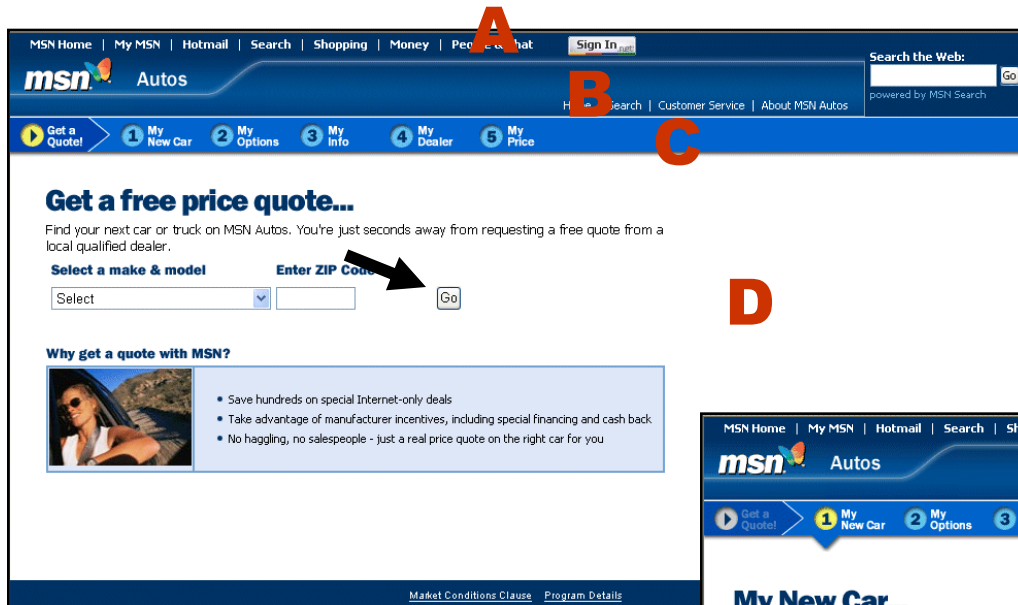 A
MSN Home | My MSN | Hotmail | Search | Shopping | Money | People & Chat
Sign In .net
Search the Web:
Go
powered by MSN Search
msn Autos
B
Home Search | Customer Service | About MSN Autos
C
Get a Quote!
1 My New Car
2 My Options
3 My Info
4 My Dealer
5 My Price
Get a free price quote...
Find your next car or truck on MSN Autos. You're just seconds away from requesting a free quote from a
local qualified dealer.
Select a make & model Enter ZIP Code
Select
Go
D
Why get a quote with MSN?
• Save hundreds on special Internet-only deals
• Take advantage of manufacturer incentives, including special financing and cash back
• No haggling, no salespeople - just a real price quote on the right car for you
MSN Home | My MSN | Hotmail | Search | Sh
msn Autos
Get a Quote!
1 My New Car
2 My Options
3
My New Car...
Market Conditions Clause Program Details